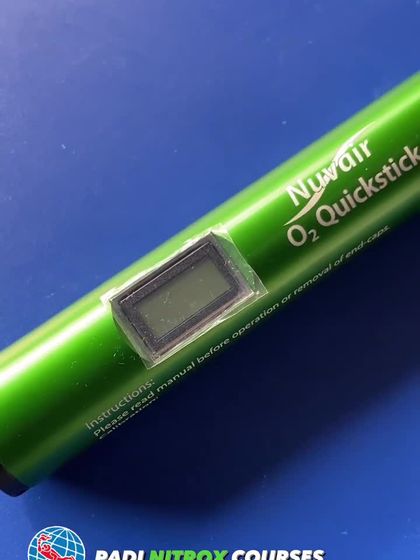 Nuvair
O₂ Quickstick
Instructions:
Please read manual before operation or removal of end-caps.
PADI NITROX COURSES